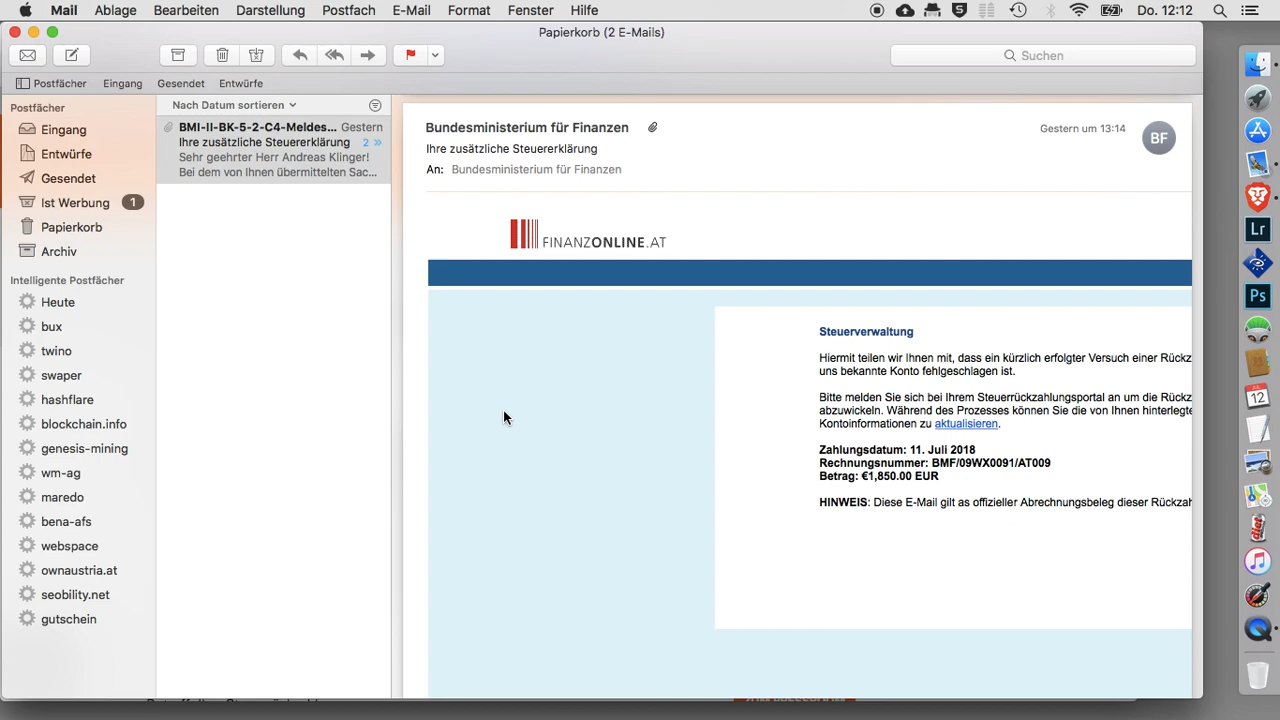 Mail Ablage Bearbeiten Darstellung Postfach E-Mail Format Fenster Hilfe Do. 12:12
Papierkorb (2 E-Mails)
Suchen
Postfächer Eingang Gesendet Entwürfe
Postfächer
Eingang
Entwürfe
Gesendet
Ist Werbung 1
Papierkorb
Archiv
Intelligente Postfächer
Heute
bux
twino
swaper
hashflare
blockchain.info
genesis-mining
wm-ag
maredo
bena-afs
webspace
ownaustria.at
seobility.net
gutschein
Nach Datum sortieren
BMI-II-BK-5-2-C4-Meldes... Gestern
Ihre zusätzliche Steuererklärung 2 »
Sehr geehrter Herr Andreas Klinger!
Bei dem von Ihnen übermittelten Sac...
Bundesministerium für Finanzen
Gestern um 13:14
BF
Ihre zusätzliche Steuererklärung
An: Bundesministerium für Finanzen
FINANZONLINE.AT
Steuerverwaltung
Hiermit teilen wir Ihnen mit, dass ein kürzlich erfolgter Versuch einer Rückz
uns bekannte Konto fehlgeschlagen ist.
Bitte melden Sie sich bei Ihrem Steuerrückzahlungsportal an um die Rückz
abzuwickeln. Während des Prozesses können Sie die von Ihnen hinterlegte
Kontoinformationen zu aktualisieren.
Zahlungsdatum: 11. Juli 2018
Rechnungsnummer: BMF/09WX0091/AT009
Betrag: €1,850.00 EUR
HINWEIS: Diese E-Mail gilt as offizieller Abrechnungsbeleg dieser Rückzah
Lr
Ps
12